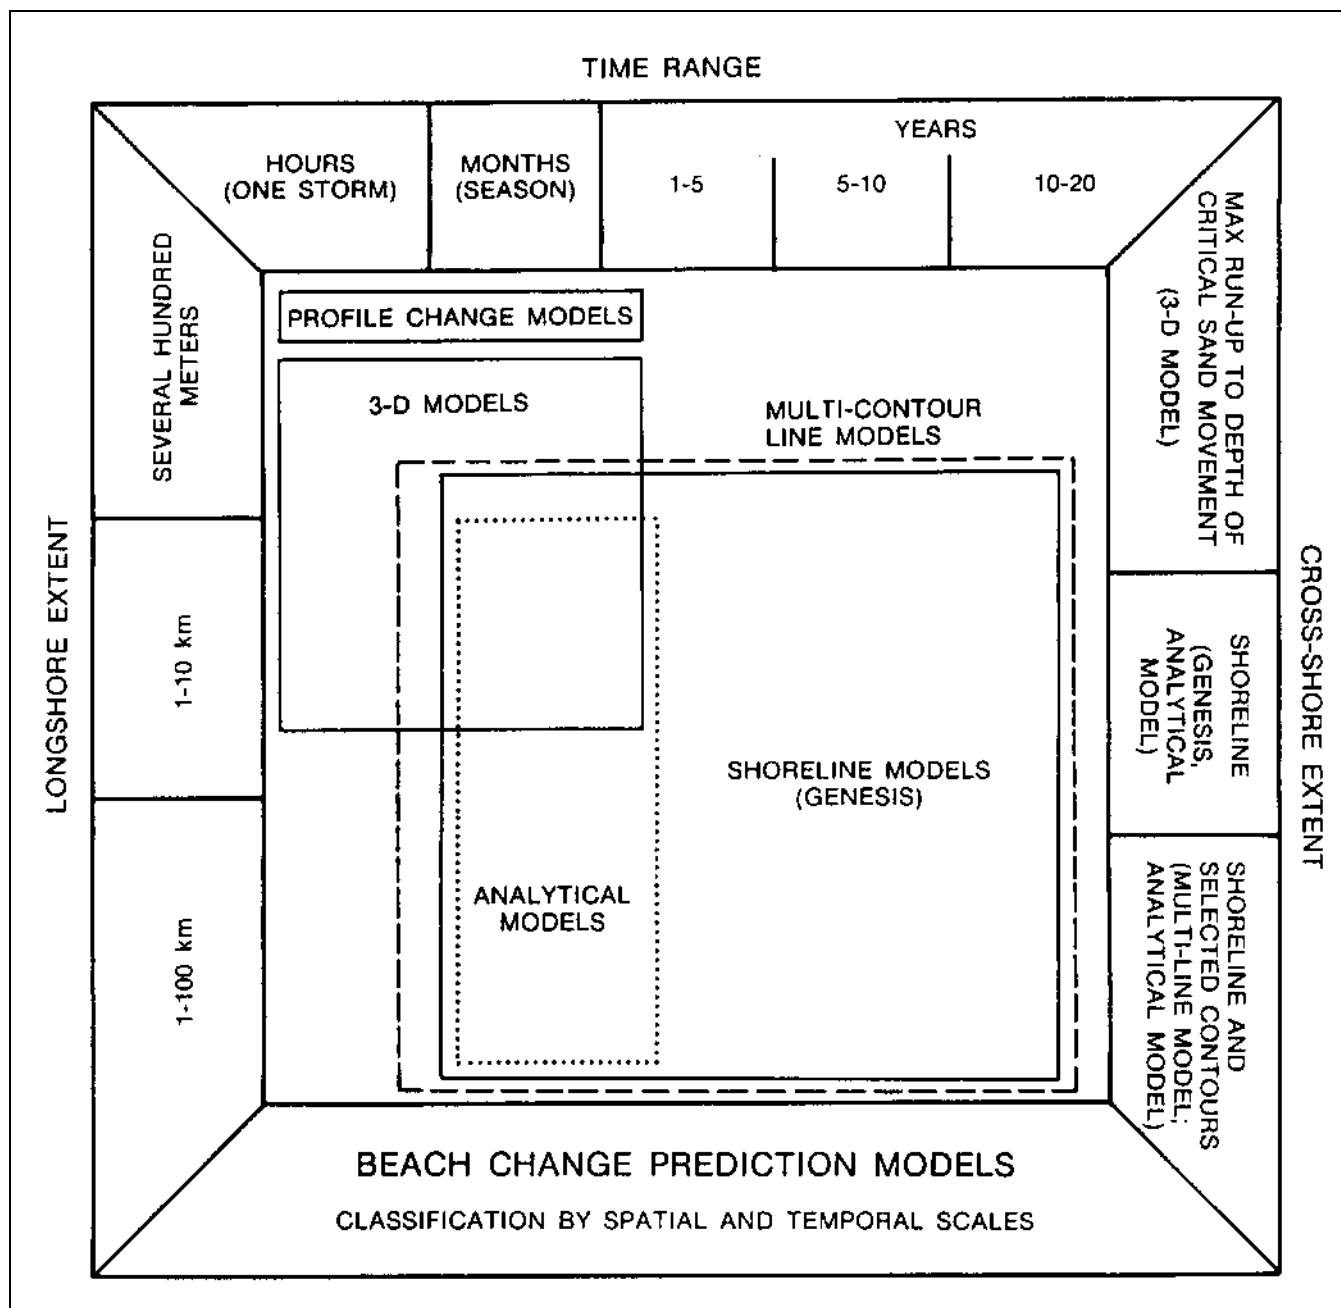 TIME RANGE
YEARS
HOURS
(ONE STORM)
MONTHS
(SEASON)
1-5
5-10
10-20
LONGSHORE EXTENT
SEVERAL HUNDRED
METERS
1-10 km
1-100 km
PROFILE CHANGE MODELS
3-D MODELS
MULTI-CONTOUR
LINE MODELS
SHORELINE MODELS
(GENESIS)
ANALYTICAL
MODELS
MAX RUN-UP TO DEPTH OF
CRITICAL SAND MOVEMENT
(3-D MODEL)
SHORELINE
(GENESIS,
ANALYTICAL
MODEL)
SHORELINE AND
SELECTED CONTOURS
(MULTI-LINE MODEL;
ANALYTICAL MODEL)
CROSS-SHORE EXTENT
BEACH CHANGE PREDICTION MODELS
CLASSIFICATION BY SPATIAL AND TEMPORAL SCALES